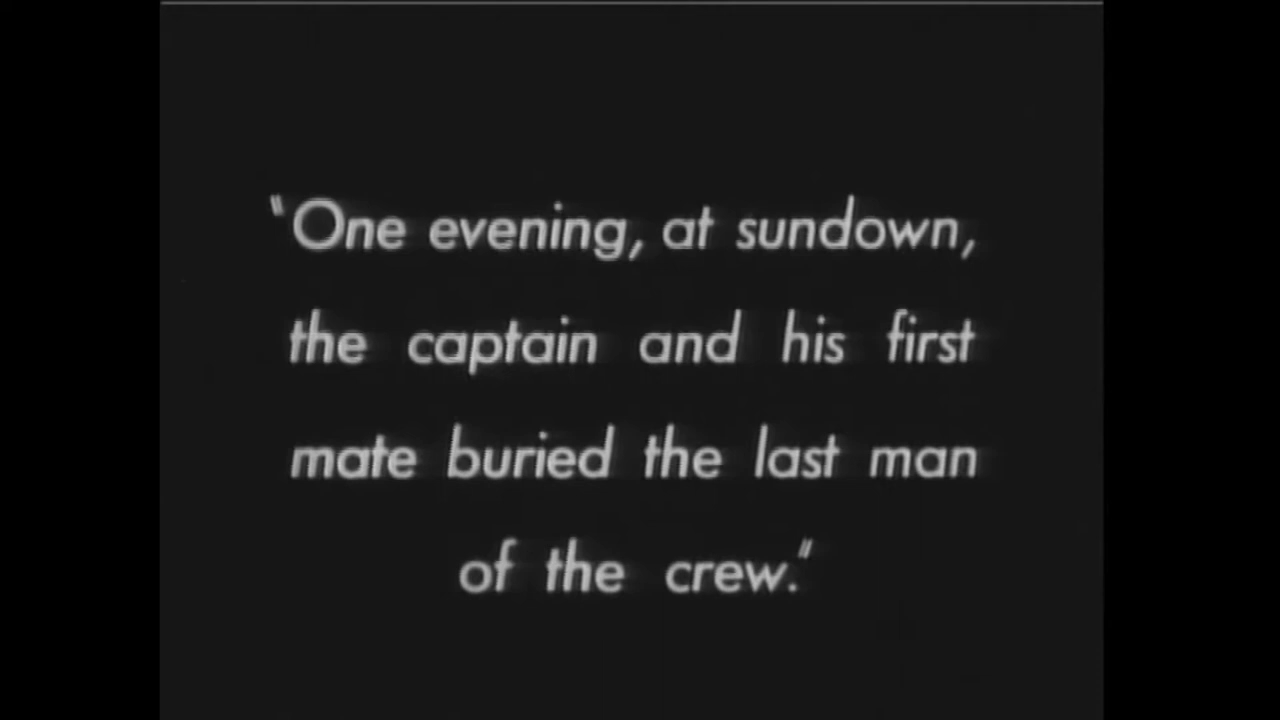 "One evening, at sundown,
the captain and his first
mate buried the last man
of the crew."